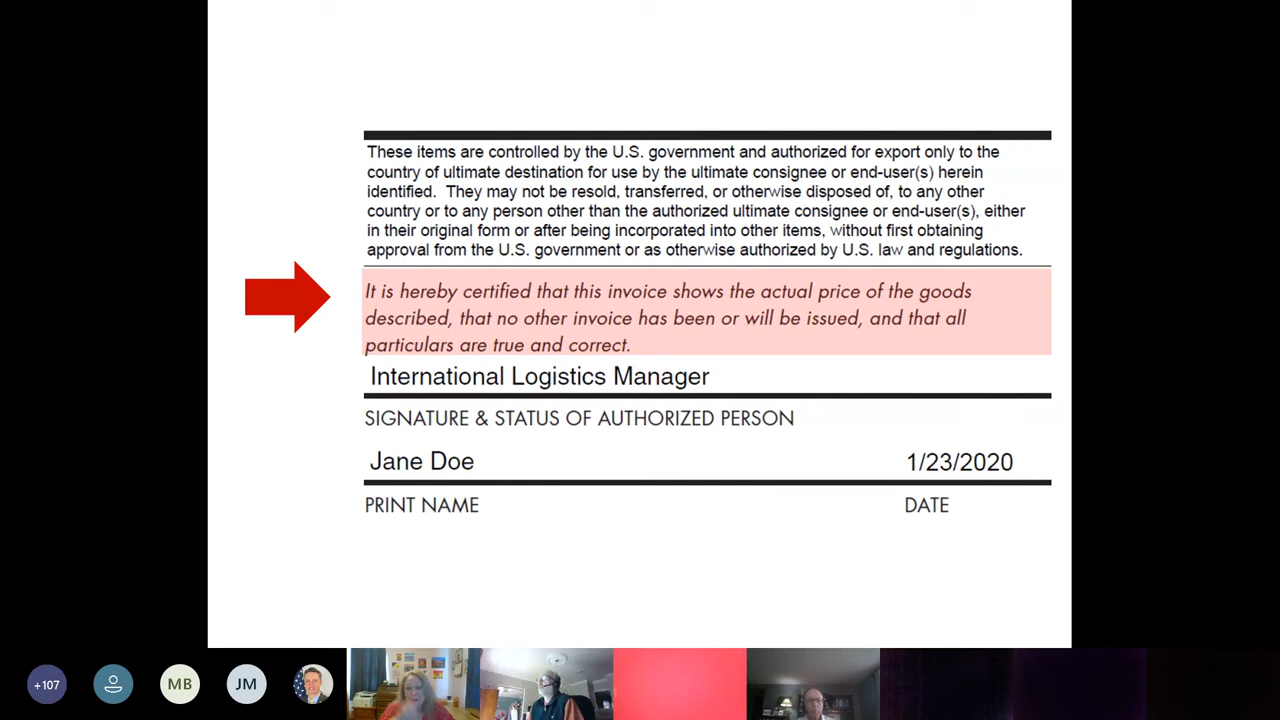 These items are controlled by the U.S. government and authorized for export only to the
country of ultimate destination for use by the ultimate consignee or end-user(s) herein
identified. They may not be resold, transferred, or otherwise disposed of, to any other
country or to any person other than the authorized ultimate consignee or end-user(s), either
in their original form or after being incorporated into other items, without first obtaining
approval from the U.S. government or as otherwise authorized by U.S. law and regulations.
It is hereby certified that this invoice shows the actual price of the goods
described, that no other invoice has been or will be issued, and that all
particulars are true and correct.
International Logistics Manager
SIGNATURE & STATUS OF AUTHORIZED PERSON
Jane Doe 1/23/2020
PRINT NAME DATE
+107 MB JM